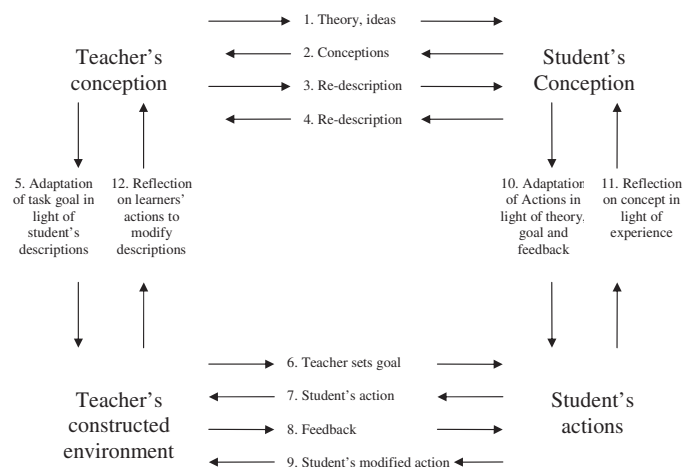 1. Theory, ideas
Teacher's
conception
2. Conceptions
Student's
Conception
3. Re-description
4. Re-description
5. Adaptation
of task goal in
light of
student's
descriptions
12. Reflection
on learners'
actions to
modify
descriptions
10. Adaptation
of Actions in
light of theory,
goal and
feedback
11. Reflection
on concept in
light of
experience
6. Teacher sets goal
Teacher's
constructed
environment
7. Student's action
Student's
actions
8. Feedback
9. Student's modified action